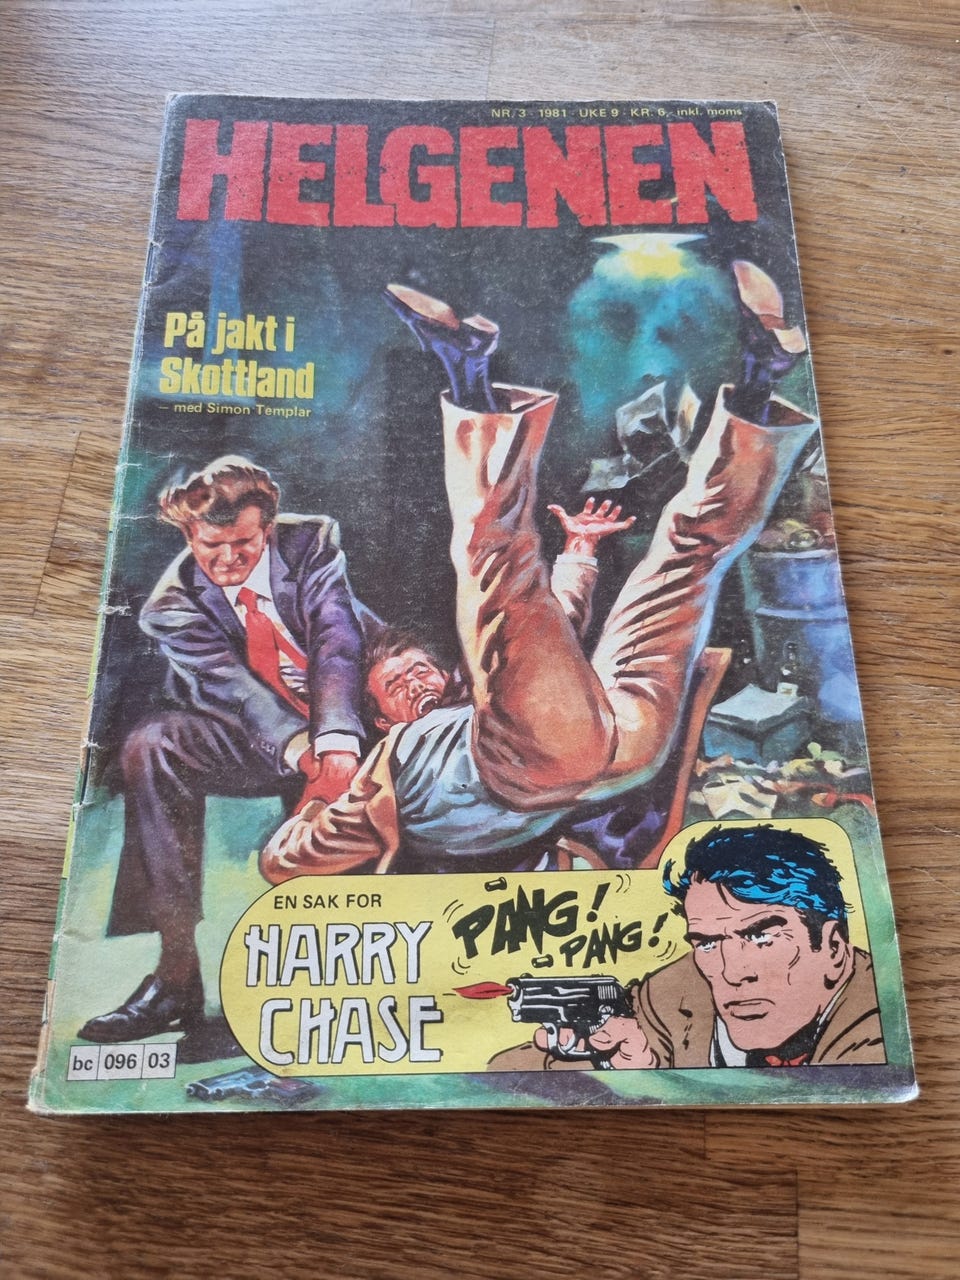 NR. 3 · 1981 · UKE 9 · KR. 6,- inkl. moms
HELGENEN
På jakt i
Skottland
– med Simon Templar
EN SAK FOR
HARRY
CHASE
PANG!
PANG!
bc 096 03